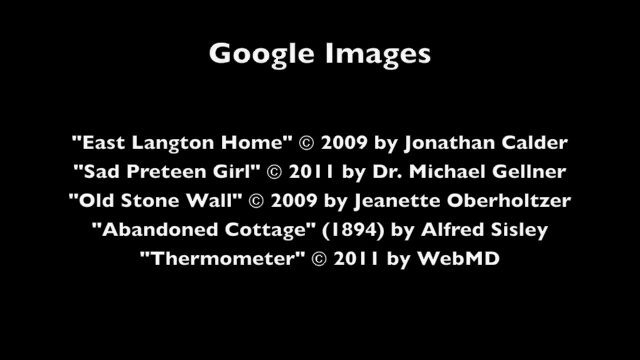 Google Images
"East Langton Home" © 2009 by Jonathan Calder
"Sad Preteen Girl" © 2011 by Dr. Michael Gellner
"Old Stone Wall" © 2009 by Jeanette Oberholtzer
"Abandoned Cottage" (1894) by Alfred Sisley
"Thermometer" © 2011 by WebMD